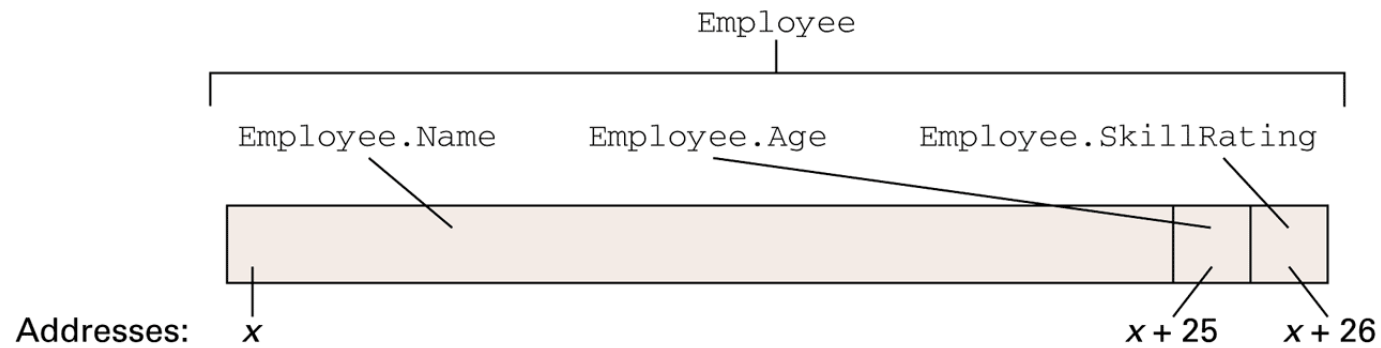 Employee
Employee.Name Employee.Age Employee.SkillRating
Addresses: x x + 25 x + 26